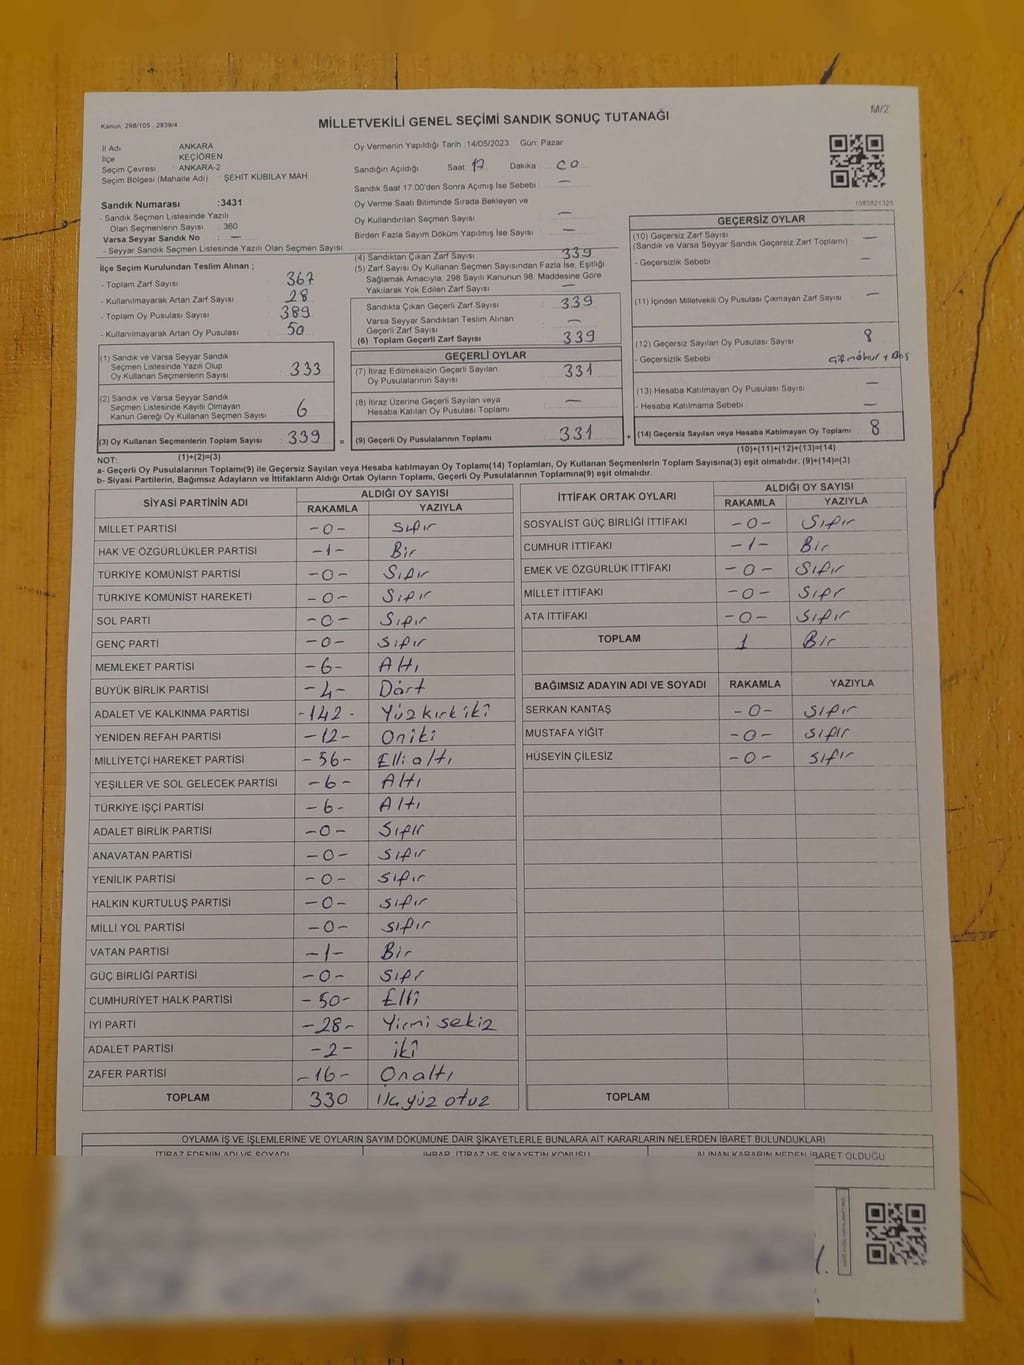 M/2
Kanun: 298/105 , 2839/4
MİLLETVEKİLİ GENEL SEÇİMİ SANDIK SONUÇ TUTANAĞI
İl Adı ANKARA
İlçe KEÇİÖREN
Seçim Çevresi ANKARA-2
Seçim Bölgesi (Mahalle Adı) : ŞEHİT KUBİLAY MAH.
Oy Vermenin Yapıldığı Tarih :14/05/2023 Gün: Pazar
Sandığın Açıldığı Saat 17 Dakika 00
Sandık Saat 17:00'den Sonra Açımış İse Sebebi —
Oy Verme Saati Bitiminde Sırada Bekleyen ve
Oy Kullandırılan Seçmen Sayısı —
Birden Fazla Sayım Döküm Yapılmış İse Sayısı —
Sandık Numarası :3431
- Sandık Seçmen Listesinde Yazılı
Olan Seçmenlerin Sayısı : 360
Varsa Seyyar Sandık No : —
- Seyyar Sandık Seçmen Listesinde Yazılı Olan Seçmen Sayısı:
İlçe Seçim Kurulundan Teslim Alınan ;
- Toplam Zarf Sayısı : 367
- Kullanılmayarak Artan Zarf Sayısı : 28
- Toplam Oy Pusulası Sayısı : 389
- Kullanılmayarak Artan Oy Pusulası : 50
(1) Sandık ve Varsa Seyyar Sandık
Seçmen Listesinde Yazılı Olup
Oy Kullanan Seçmenlerin Sayısı 333
(2) Sandık ve Varsa Seyyar Sandık
Seçmen Listesinde Kayıtlı Olmayan
Kanun Gereği Oy Kullanan Seçmen Sayısı 6
(3) Oy Kullanan Seçmenlerin Toplam Sayısı 339
(1)+(2)=(3)
(4) Sandıktan Çıkan Zarf Sayısı 339
(5) Zarf Sayısı Oy Kullanan Seçmen Sayısından Fazla İse, Eşitliği
Sağlamak Amacıyla; 298 Sayılı Kanunun 98. Maddesine Göre
Yakılarak Yok Edilen Zarf Sayısı —
Sandıkta Çıkan Geçerli Zarf Sayısı 339
Varsa Seyyar Sandıktan Teslim Alınan
Geçerli Zarf Sayısı —
(6) Toplam Geçerli Zarf Sayısı 339
GEÇERLİ OYLAR
(7) İtiraz Edilmeksizin Geçerli Sayılan
Oy Pusulalarının Sayısı 331
(8) İtiraz Üzerine Geçerli Sayılan veya
Hesaba Katılan Oy Pusulası Toplamı —
= (9) Geçerli Oy Pusulalarının Toplamı 331
1083821325
GEÇERSİZ OYLAR
(10) Geçersiz Zarf Sayısı
(Sandık ve Varsa Seyyar Sandık Geçersiz Zarf Toplamı) —
- Geçersizlik Sebebi —
(11) İçinden Milletvekili Oy Pusulası Çıkmayan Zarf Sayısı —
(12) Geçersiz Sayılan Oy Pusulası Sayısı 8
- Geçersizlik Sebebi
(13) Hesaba Katılmayan Oy Pusulası Sayısı —
- Hesaba Katılmama Sebebi —
+ (14) Geçersiz Sayılan veya Hesaba Katılmayan Oy Toplamı 8
(10)+(11)+(12)+(13)=(14)
NOT:
a- Geçerli Oy Pusulalarının Toplamı(9) ile Geçersiz Sayılan veya Hesaba katılmayan Oy Toplamı(14) Toplamları, Oy Kullanan Seçmenlerin Toplam Sayısına(3) eşit olmalıdır. (9)+(14)=(3)
b- Siyasi Partilerin, Bağımsız Adayların ve İttifakların Aldığı Ortak Oyların Toplamı, Geçerli Oy Pusulalarının Toplamına(9) eşit olmalıdır.
SİYASİ PARTİNİN ADI ALDIĞI OY SAYISI
RAKAMLA YAZIYLA
MİLLET PARTİSİ -0- Sıfır
HAK VE ÖZGÜRLÜKLER PARTİSİ -1- Bir
TÜRKİYE KOMÜNİST PARTİSİ -0- Sıfır
TÜRKİYE KOMÜNİST HAREKETİ -0- Sıfır
SOL PARTİ -0- Sıfır
GENÇ PARTİ -0- Sıfır
MEMLEKET PARTİSİ -6- Altı
BÜYÜK BİRLİK PARTİSİ -4- Dört
ADALET VE KALKINMA PARTİSİ -142- Yüz kırk iki
YENİDEN REFAH PARTİSİ -12- Oniki
MİLLİYETÇİ HAREKET PARTİSİ -56- Elli altı
YEŞİLLER VE SOL GELECEK PARTİSİ -6- Altı
TÜRKİYE İŞÇİ PARTİSİ -6- Altı
ADALET BİRLİK PARTİSİ -0- Sıfır
ANAVATAN PARTİSİ -0- Sıfır
YENİLİK PARTİSİ -0- Sıfır
HALKIN KURTULUŞ PARTİSİ -0- Sıfır
MİLLİ YOL PARTİSİ -0- Sıfır
VATAN PARTİSİ -1- Bir
GÜÇ BİRLİĞİ PARTİSİ -0- Sıfr
CUMHURİYET HALK PARTİSİ -50- Elli
İYİ PARTİ -28- Yirmi sekiz
ADALET PARTİSİ -2- iki
ZAFER PARTİSİ -16- Onaltı
TOPLAM 330 otuz
İTTİFAK ORTAK OYLARI ALDIĞI OY SAYISI
RAKAMLA YAZIYLA
SOSYALİST GÜÇ BİRLİĞİ İTTİFAKI -0- Sıfır
CUMHUR İTTİFAKI -1- Bir
EMEK VE ÖZGÜRLÜK İTTİFAKI -0- Sıfır
MİLLET İTTİFAKI -0- Sıfr
ATA İTTİFAKI -0- Sıfır
TOPLAM 1 Bir
BAĞIMSIZ ADAYIN ADI VE SOYADI RAKAMLA YAZIYLA
SERKAN KANTAŞ -0- Sıfır
MUSTAFA YİĞİT -0- Sıfır
HÜSEYİN ÇİLESİZ -0- Sıfır
TOPLAM
OYLAMA İŞ VE İŞLEMLERİNE VE OYLARIN SAYIM DÖKÜMÜNE DAİR ŞİKAYETLERLE BUNLARA AİT KARARLARIN NELERDEN İBARET BULUNDUKLARI
İTİRAZ EDENİN ADI VE SOYADI İHBAR, İTİRAZ VE ŞİKAYETİN KONUSU ALINAN KARARIN NEDEN İBARET OLDUĞU